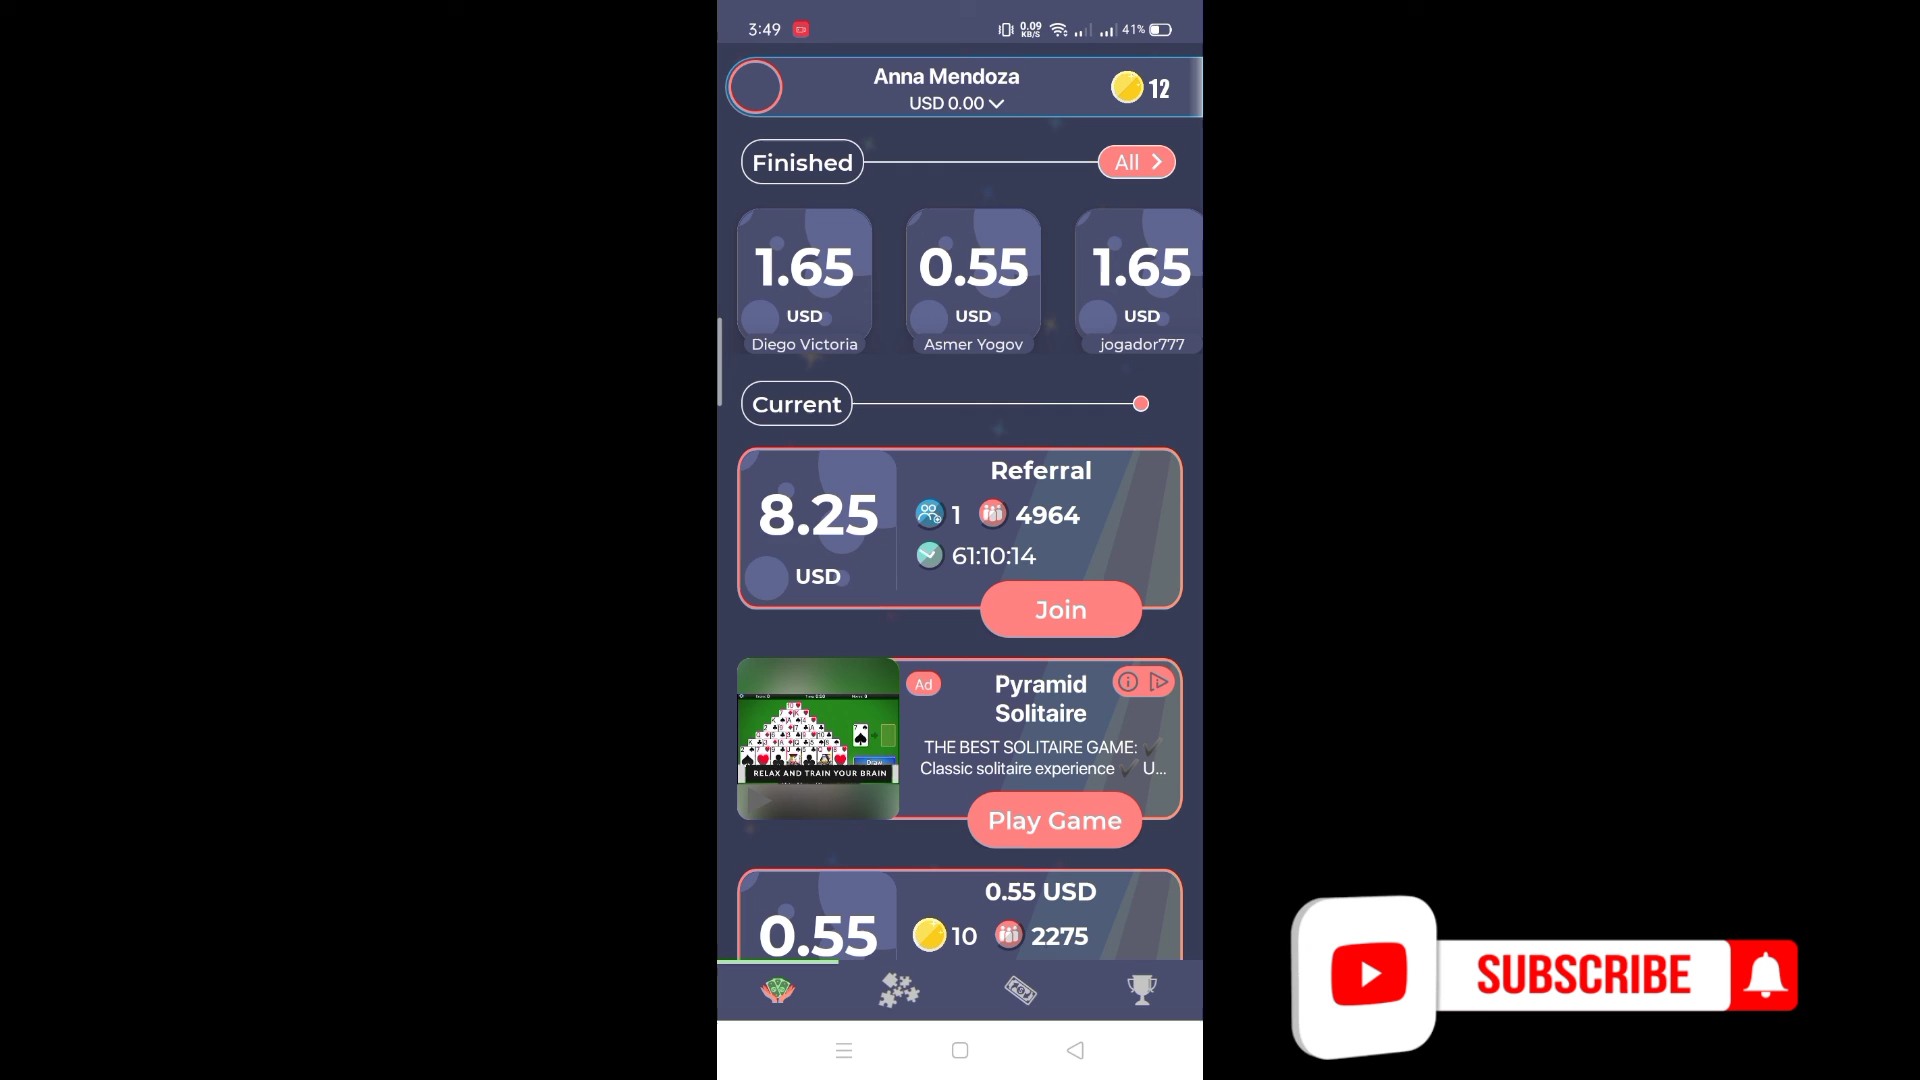 3:49
0.09
KB/S
41%
Anna Mendoza
USD 0.00
12
Finished
All
1.65
USD
Diego Victoria
0.55
USD
Asmer Yogov
1.65
USD
jogador777
Current
8.25
USD
Referral
1 4964
61:10:14
Join
Ad
Pyramid
Solitaire
THE BEST SOLITAIRE GAME: ✔
Classic solitaire experience ✔ U...
RELAX AND TRAIN YOUR BRAIN
Play Game
0.55
0.55 USD
10 2275
SUBSCRIBE